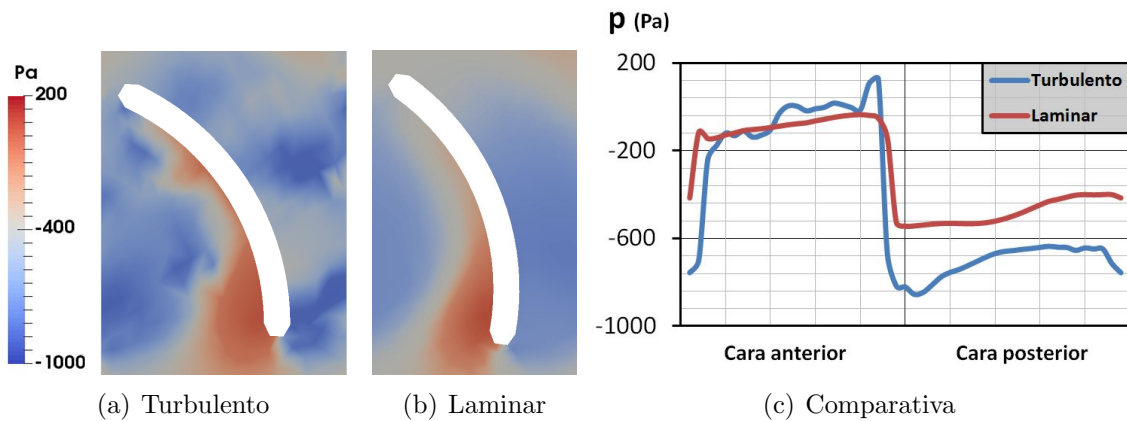 Pa
200
-400
-1000
(a) Turbulento
(b) Laminar
p (Pa)
200
-200
-600
-1000
Turbulento
Laminar
Cara anterior
Cara posterior
(c) Comparativa